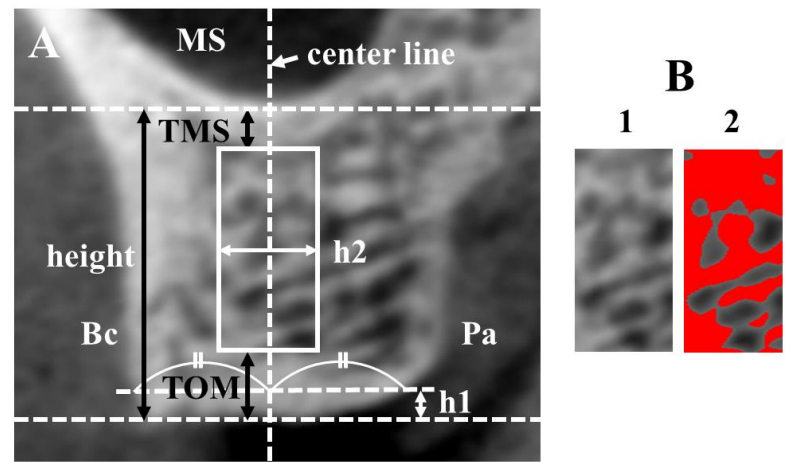 A
MS
center line
TMS
height
h2
Bc
Pa
TOM
h1
B
1
2